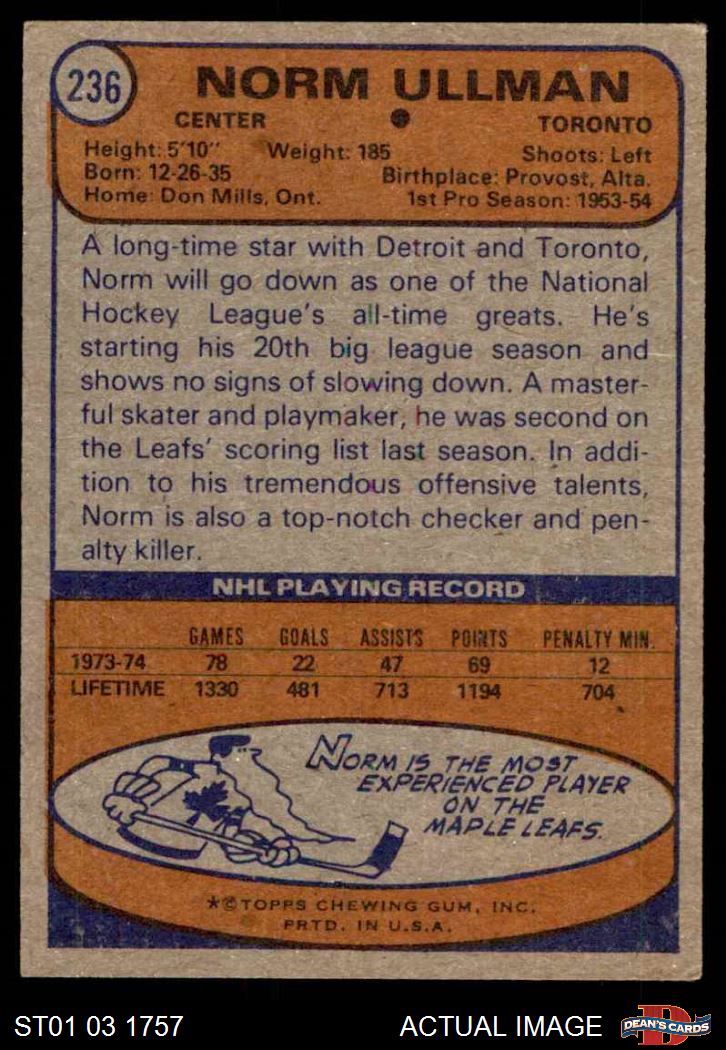 236
NORM ULLMAN
CENTER
TORONTO
Height: 5'10" Weight: 185 Shoots: Left
Born: 12-26-35 Birthplace: Provost, Alta.
Home: Don Mills, Ont. 1st Pro Season: 1953-54
A long-time star with Detroit and Toronto,
Norm will go down as one of the National
Hockey League's all-time greats. He's
starting his 20th big league season and
shows no signs of slowing down. A master-
ful skater and playmaker, he was second on
the Leafs' scoring list last season. In addi-
tion to his tremendous offensive talents,
Norm is also a top-notch checker and pen-
alty killer.
NHL PLAYING RECORD
GAMES GOALS ASSISTS POINTS PENALTY MIN.
1973-74 78 22 47 69 12
LIFETIME 1330 481 713 1194 704
NORM IS THE MOST
EXPERIENCED PLAYER
ON THE
MAPLE LEAFS.
*©TOPPS CHEWING GUM, INC.
PRTD. IN U.S.A.
ST01 03 1757 ACTUAL IMAGE
D
DEAN'S CARDS